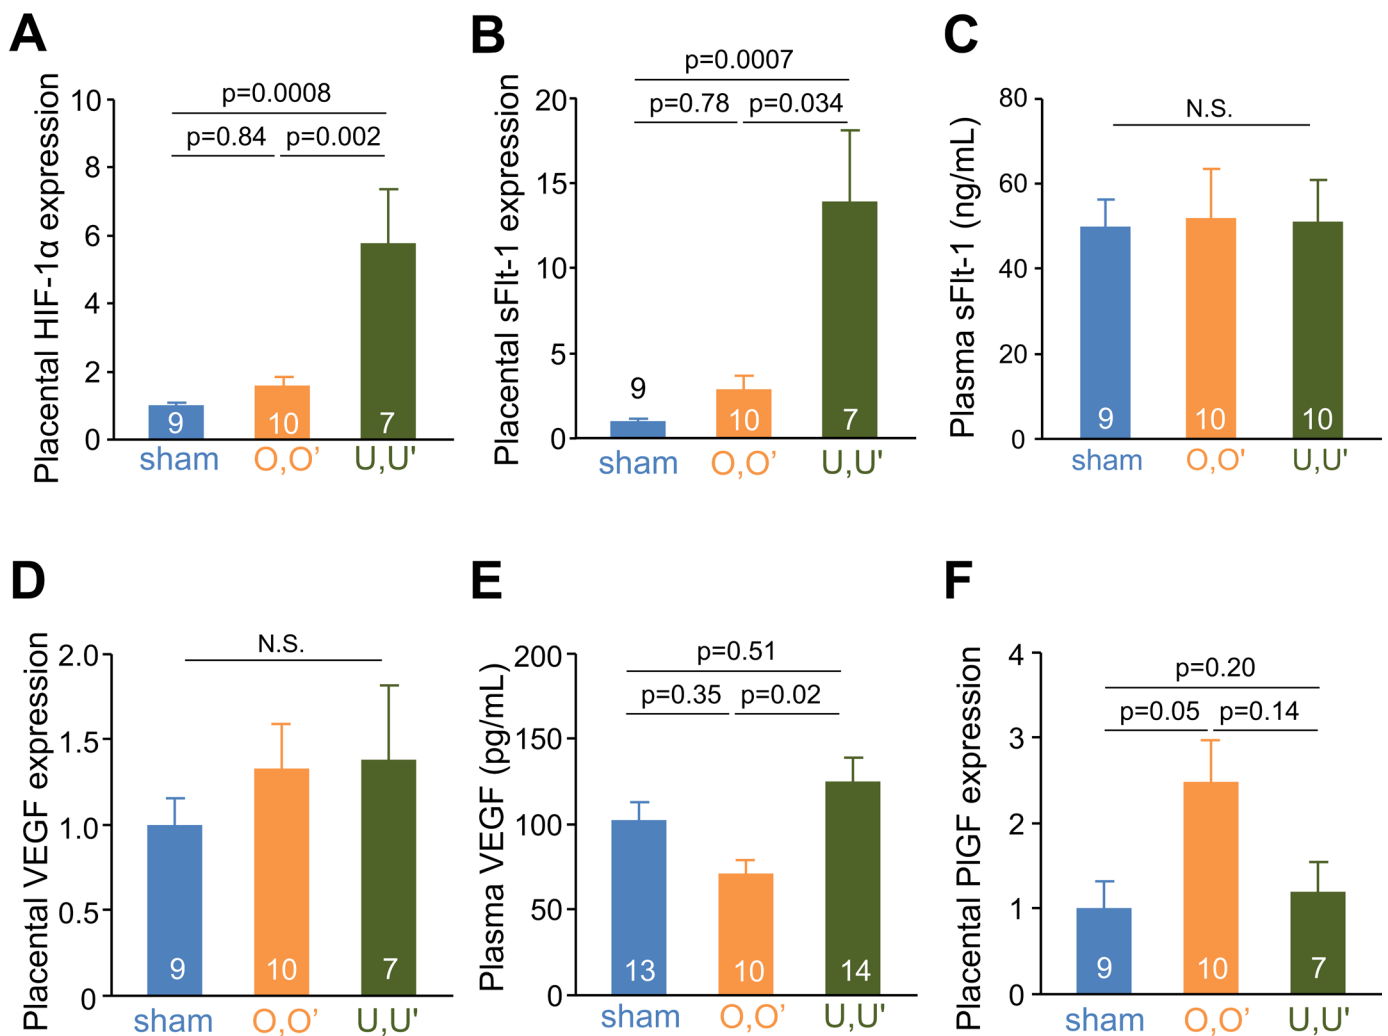 A
Placental HIF-1α expression
10
8
6
4
2
0
p=0.0008
p=0.84
p=0.002
9
10
7
sham
O,O’
U,U'
B
Placental sFlt-1 expression
20
15
10
5
0
p=0.0007
p=0.78
p=0.034
9
10
7
sham
O,O’
U,U'
C
Plasma sFlt-1 (ng/mL)
80
60
40
20
0
N.S.
9
10
10
sham
O,O’
U,U'
D
Placental VEGF expression
2.0
1.5
1.0
0.5
0
N.S.
9
10
7
sham
O,O’
U,U'
E
Plasma VEGF (pg/mL)
200
150
100
50
0
p=0.51
p=0.35
p=0.02
13
10
14
sham
O,O’
U,U'
F
Placental PlGF expression
4
3
2
1
0
p=0.20
p=0.05
p=0.14
9
10
7
sham
O,O’
U,U'